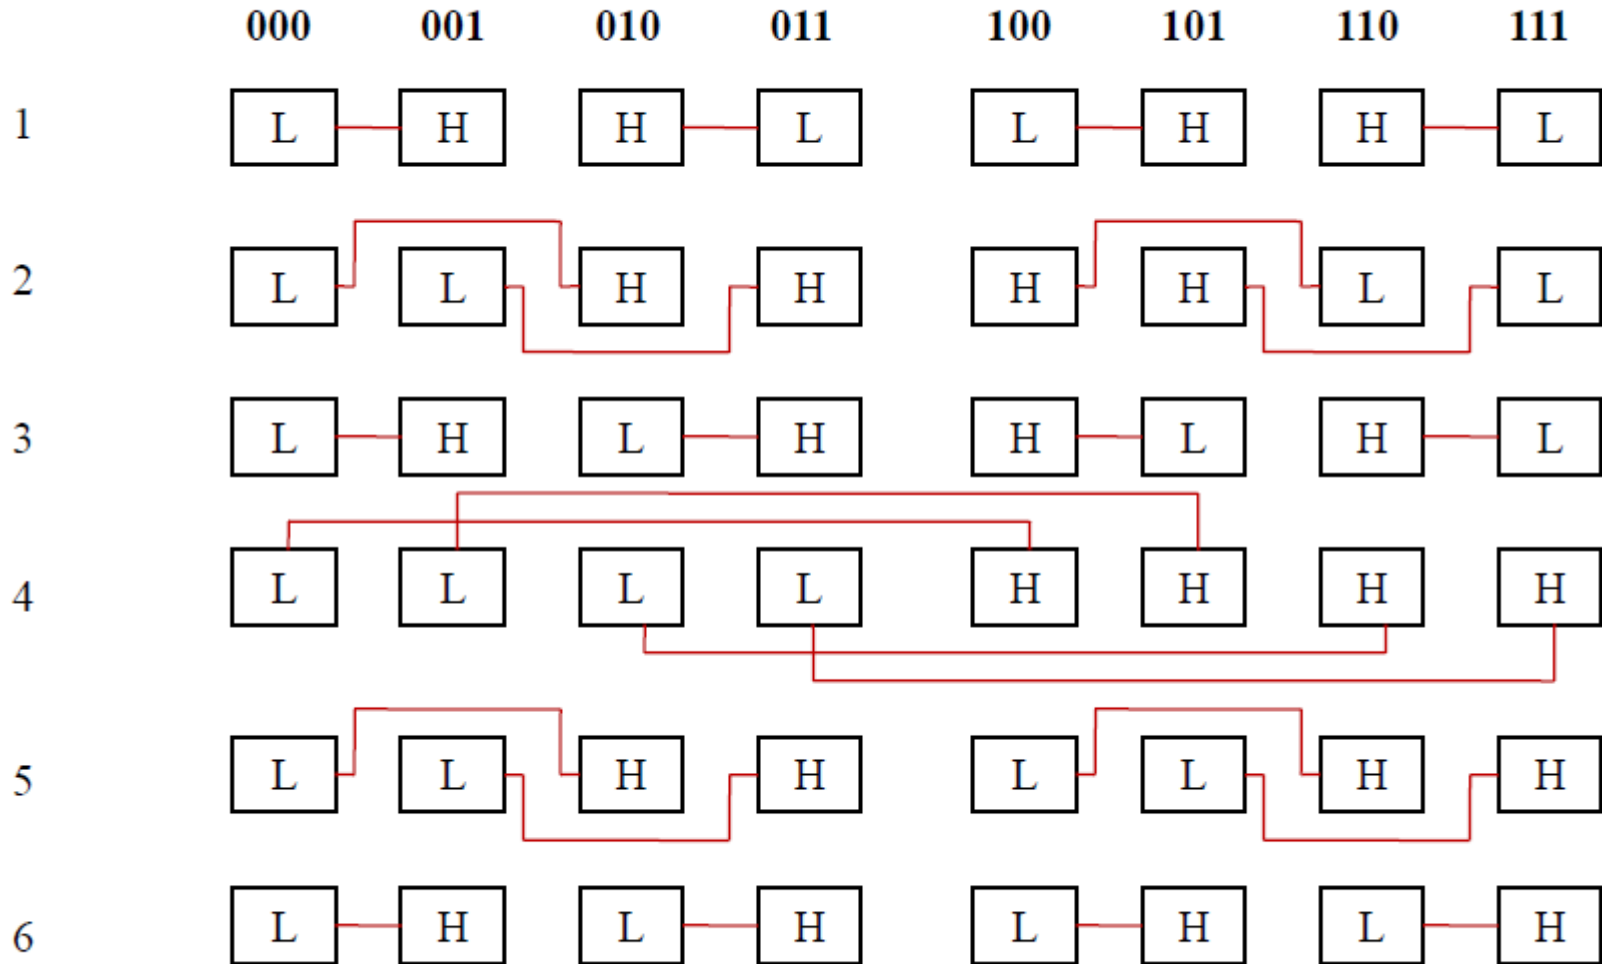 000 001 010 011 100 101 110 111
1 L H H L L H H L
2 L L H H H H L L
3 L H L H H L H L
4 L L L L H H H H
5 L L H H L L H H
6 L H L H L H L H